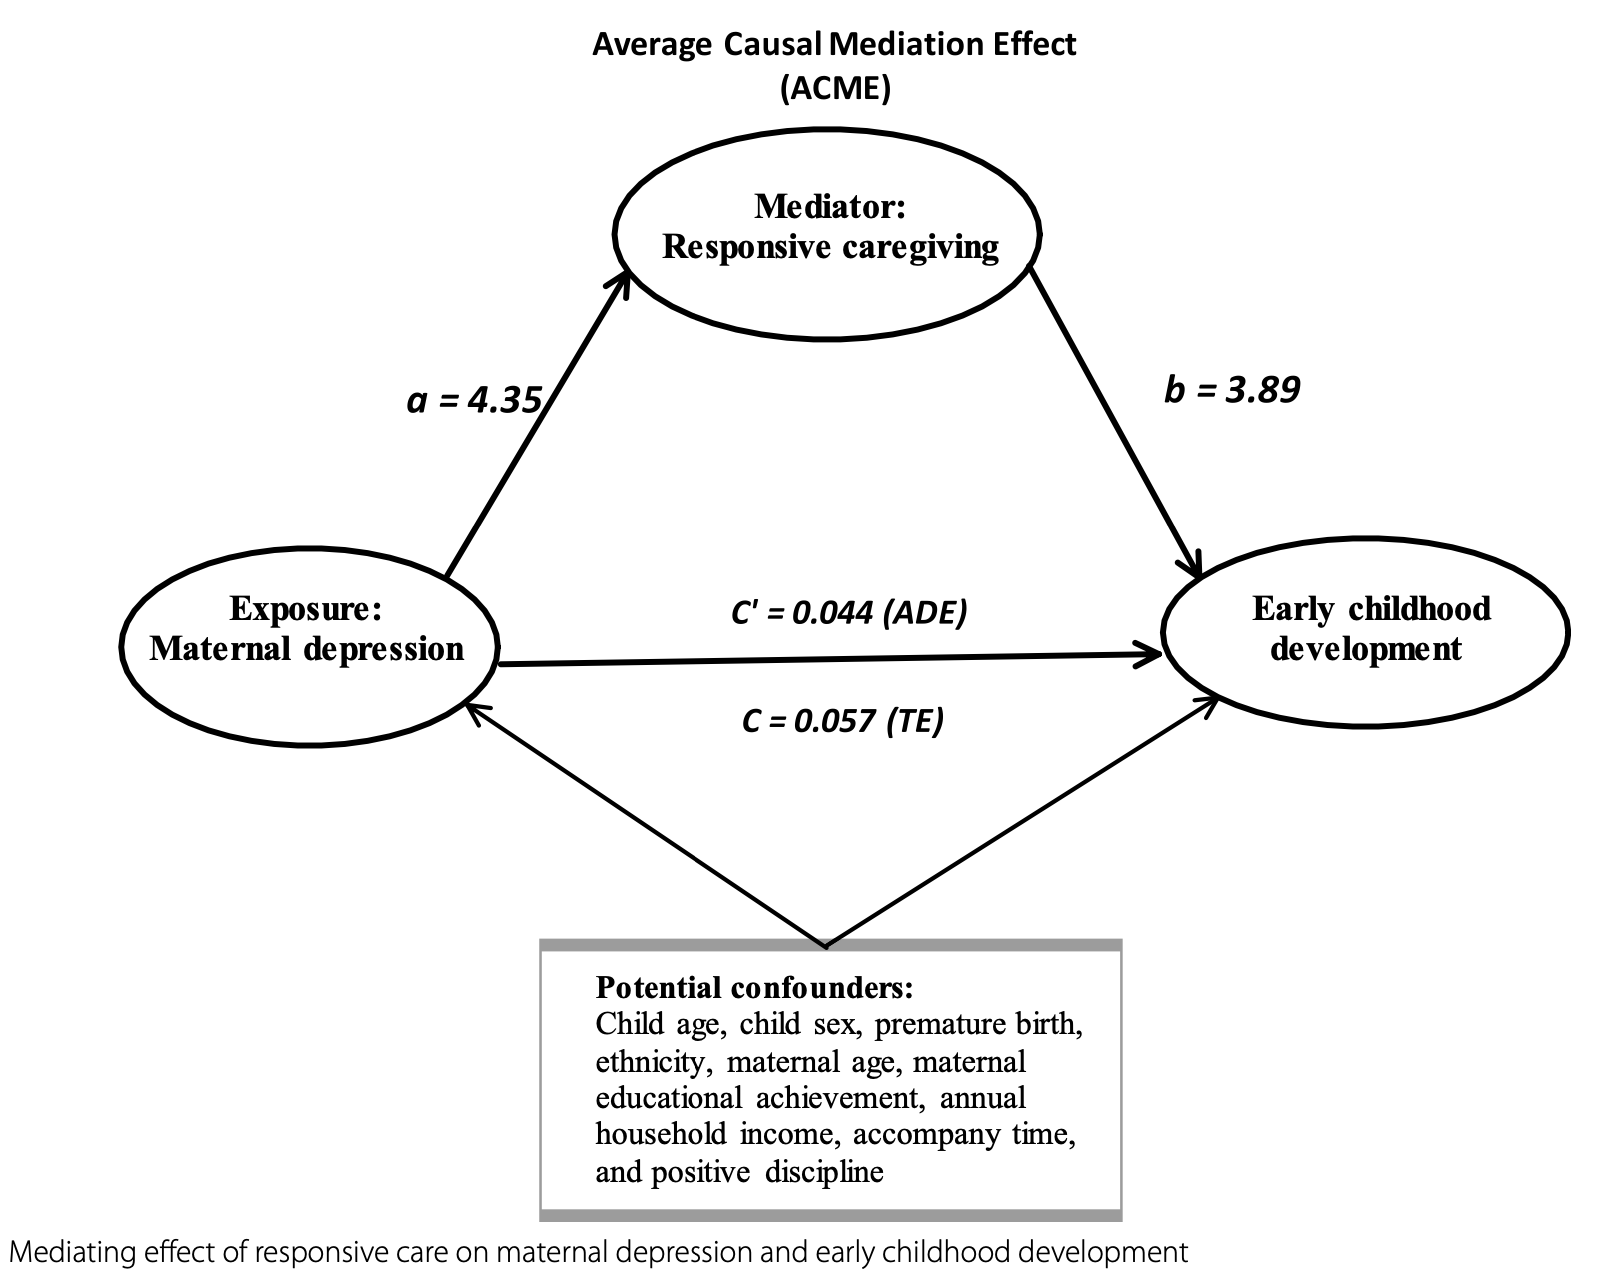 Average Causal Mediation Effect
(ACME)
Mediator:
Responsive caregiving
a = 4.35
b = 3.89
Exposure:
Maternal depression
C' = 0.044 (ADE)
Early childhood
development
C = 0.057 (TE)
Potential confounders:
Child age, child sex, premature birth,
ethnicity, maternal age, maternal
educational achievement, annual
household income, accompany time,
and positive discipline
Mediating effect of responsive care on maternal depression and early childhood development